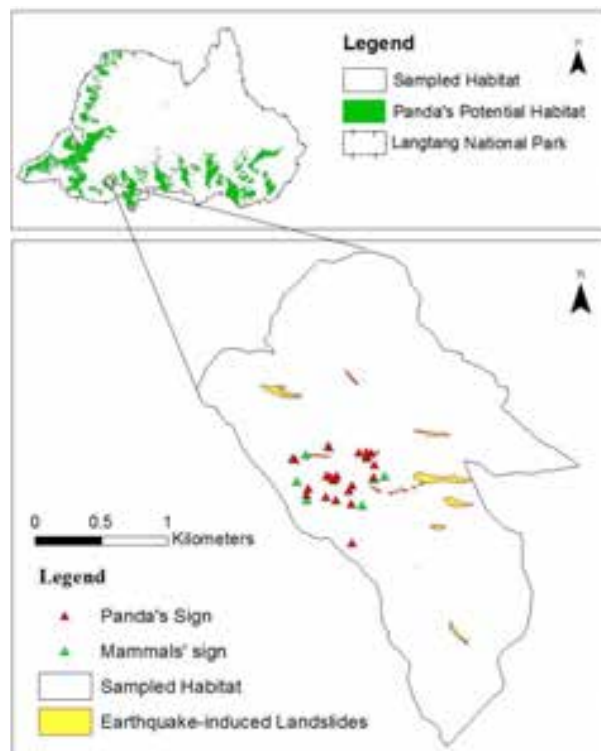 Legend
N
Sampled Habitat
Panda's Potential Habitat
Langtang National Park
N
0 0.5 1
Kilometers
Legend
Panda's Sign
Mammals' sign
Sampled Habitat
Earthquake-induced Landslides